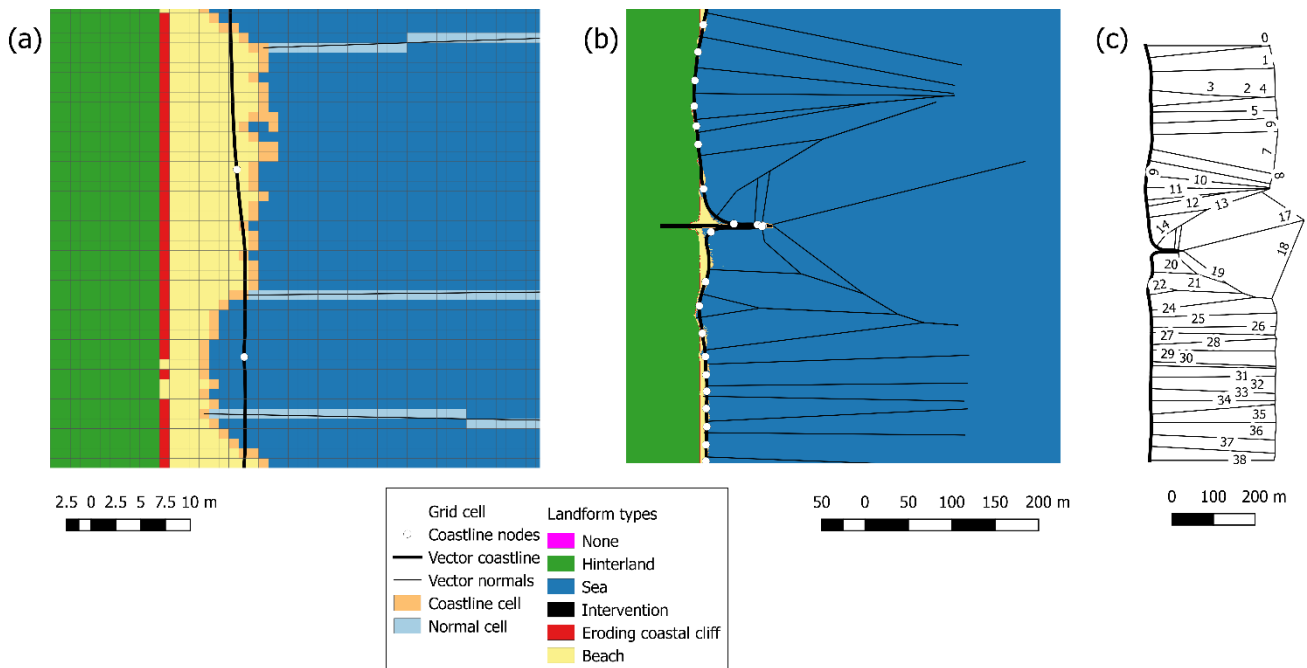 (a)
(b)
(c)
0
1
3 2 4
5
6
7
8
9
10
11
12
13
14
17
18
19
20
21
22
24
25
26
27
28
29
30
31
32
33
34
35
36
37
38
2.5 0 2.5 5 7.5 10 m
50 0 50 100 150 200 m
0 100 200 m
Grid cell
Coastline nodes
Vector coastline
Vector normals
Coastline cell
Normal cell
Landform types
None
Hinterland
Sea
Intervention
Eroding coastal cliff
Beach